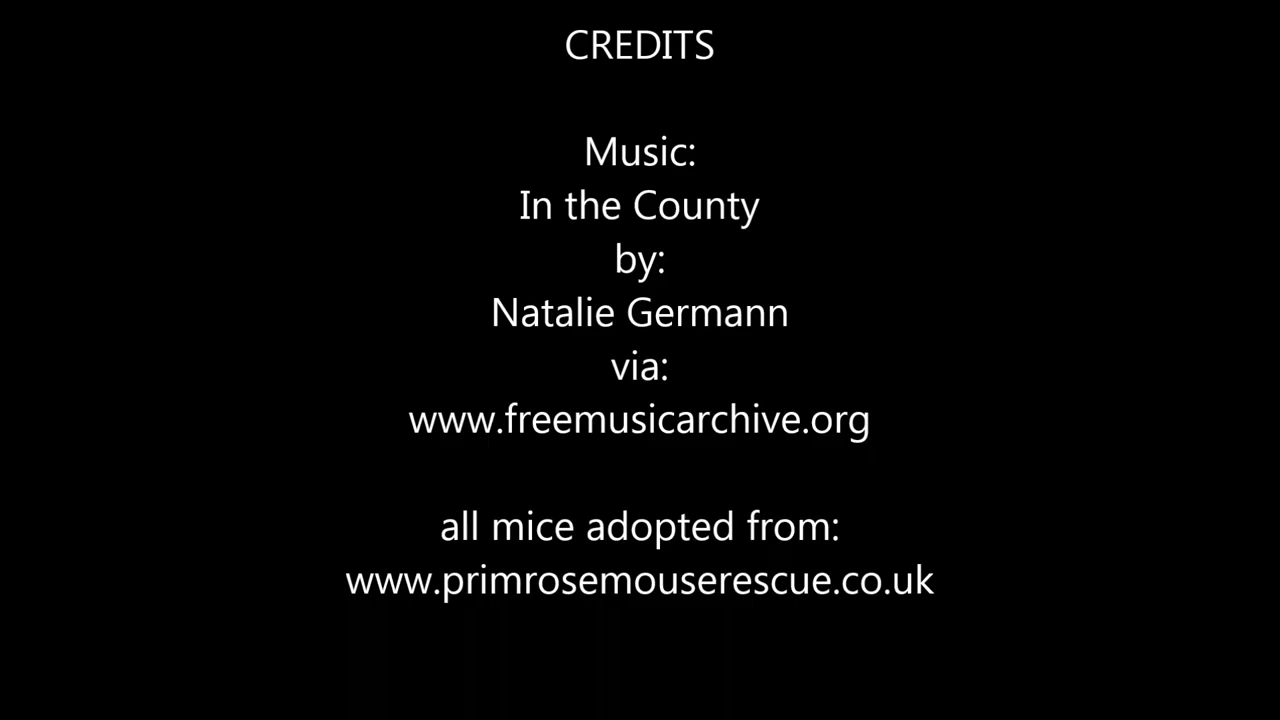 CREDITS
Music:
In the County
by:
Natalie Germann
via:
www.freemusicarchive.org
all mice adopted from:
www.primrosemouserescue.co.uk